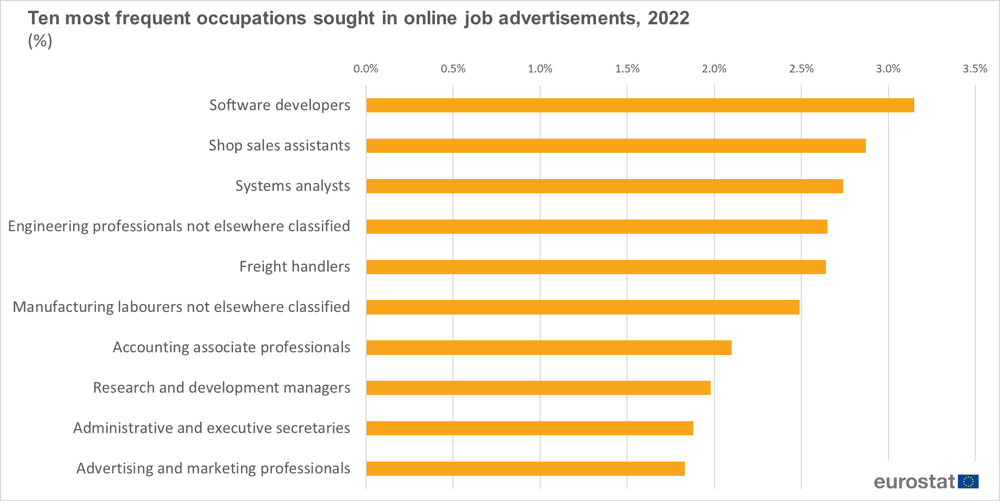 Ten most frequent occupations sought in online job advertisements, 2022
(%)
0.0% 0.5% 1.0% 1.5% 2.0% 2.5% 3.0% 3.5%
Software developers
Shop sales assistants
Systems analysts
Engineering professionals not elsewhere classified
Freight handlers
Manufacturing labourers not elsewhere classified
Accounting associate professionals
Research and development managers
Administrative and executive secretaries
Advertising and marketing professionals
eurostat